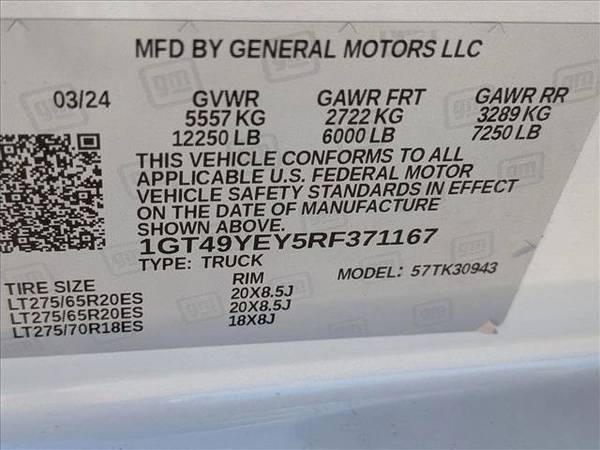 MFD BY GENERAL MOTORS LLC
03/24 GVWR GAWR FRT GAWR RR
5557 KG 2722 KG 3289 KG
12250 LB 6000 LB 7250 LB
THIS VEHICLE CONFORMS TO ALL
APPLICABLE U.S. FEDERAL MOTOR
VEHICLE SAFETY STANDARDS IN EFFECT
ON THE DATE OF MANUFACTURE
SHOWN ABOVE.
1GT49YEY5RF371167
TYPE: TRUCK MODEL: 57TK30943
TIRE SIZE RIM
LT275/65R20ES 20X8.5J
LT275/65R20ES 20X8.5J
LT275/70R18ES 18X8J